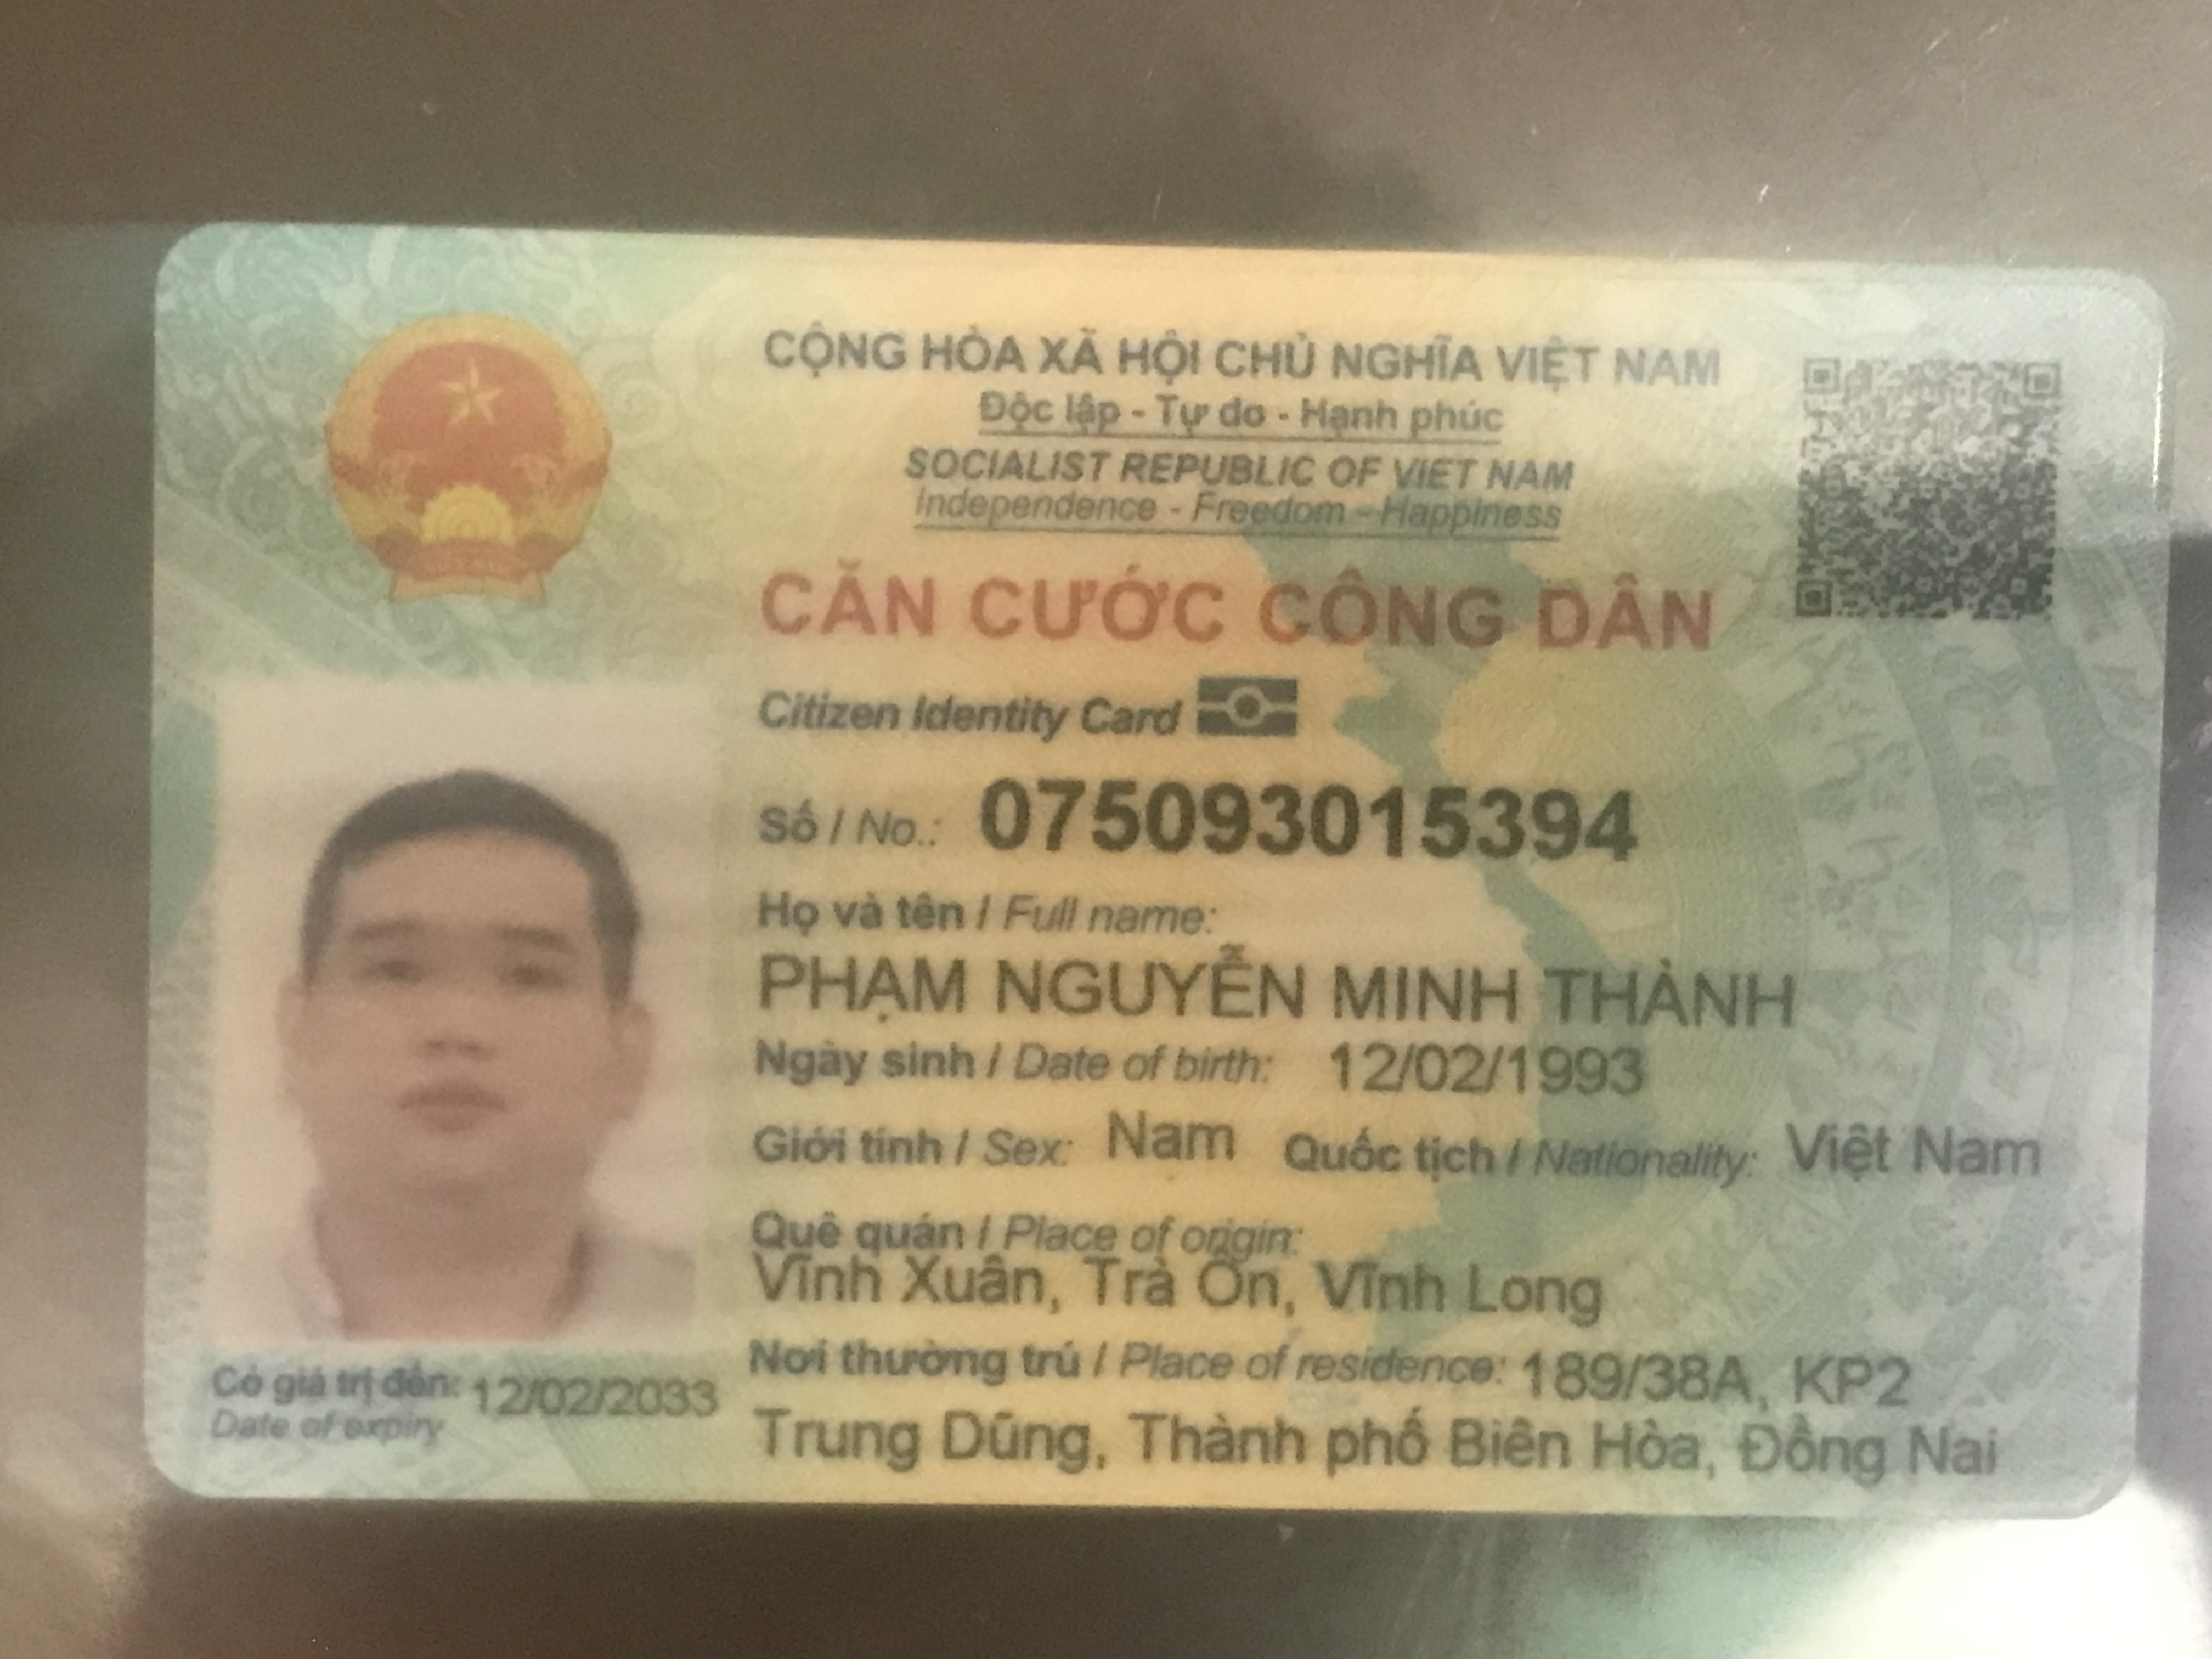 CỘNG HÒA XÃ HỘI CHỦ NGHĨA VIỆT NAM
Độc lập - Tự do - Hạnh phúc
SOCIALIST REPUBLIC OF VIET NAM
Independence - Freedom - Happiness
CĂN CƯỚC CÔNG DÂN
Citizen Identity Card
Số / No.: 075093015394
Họ và tên / Full name:
PHẠM NGUYỄN MINH THÀNH
Ngày sinh / Date of birth: 12/02/1993
Giới tính / Sex: Nam Quốc tịch / Nationality: Việt Nam
Quê quán / Place of origin:
Vĩnh Xuân, Trà Ôn, Vĩnh Long
Nơi thường trú / Place of residence: 189/38A, KP2
Trung Dũng, Thành phố Biên Hòa, Đồng Nai
Có giá trị đến: 12/02/2033
Date of expiry